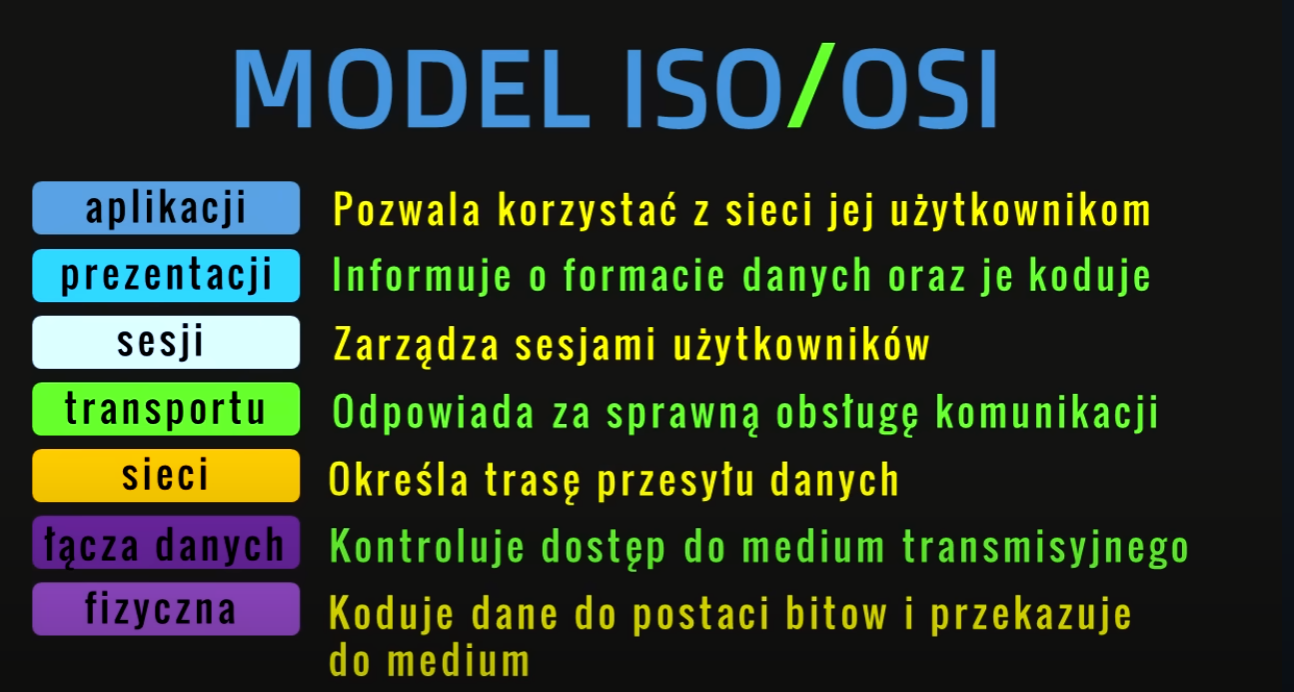 MODEL ISO/OSI
aplikacji Pozwala korzystać z sieci jej użytkownikom
prezentacji Informuje o formacie danych oraz je koduje
sesji Zarządza sesjami użytkowników
transportu Odpowiada za sprawną obsługę komunikacji
sieci Określa trasę przesyłu danych
łącza danych Kontroluje dostęp do medium transmisyjnego
fizyczna Koduje dane do postaci bitow i przekazuje
do medium